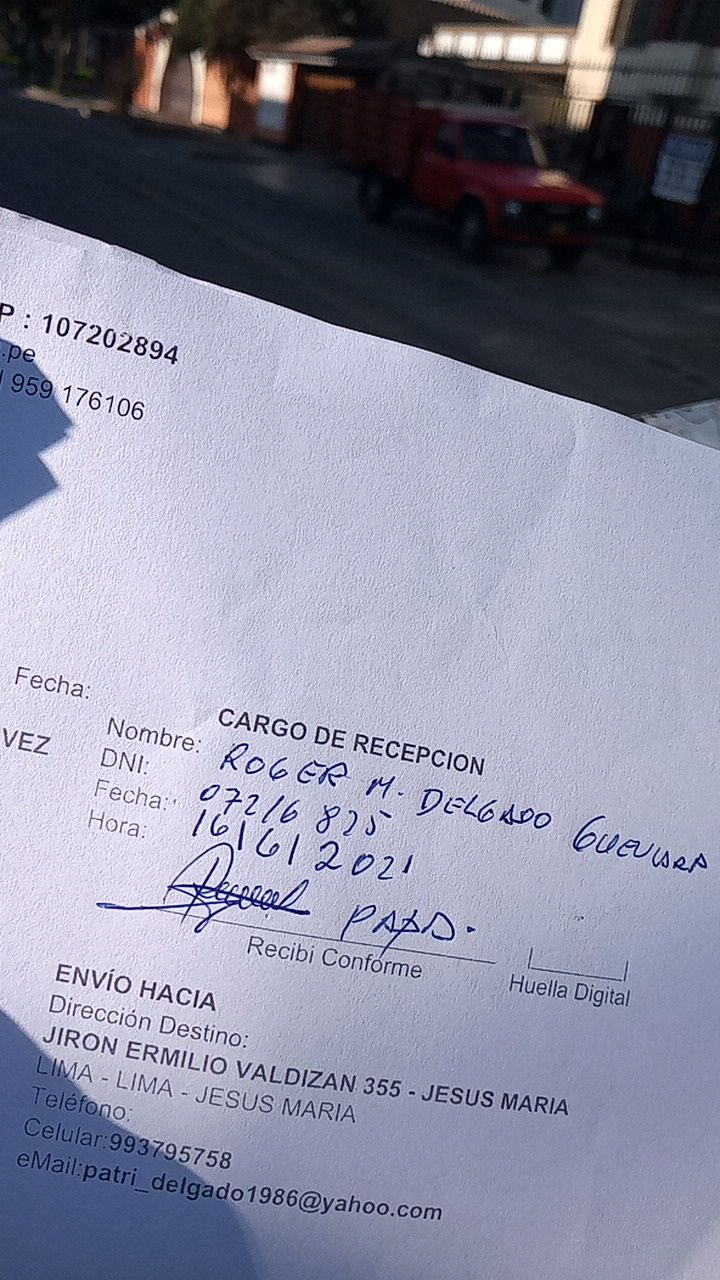 P : 107202894
.pe
959 176106
Fecha:
CARGO DE RECEPCION
VEZ
Nombre: ROGER M. DELGADO GUEVARA
DNI: 07216 825
Fecha: 16/6/2021
Hora:
PAPA.
Recibi Conforme
Huella Digital
ENVÍO HACIA
Dirección Destino:
JIRON ERMILIO VALDIZAN 355 - JESUS MARIA
LIMA - LIMA - JESUS MARIA
Teléfono:
Celular:993795758
eMail:patri_delgado1986@yahoo.com